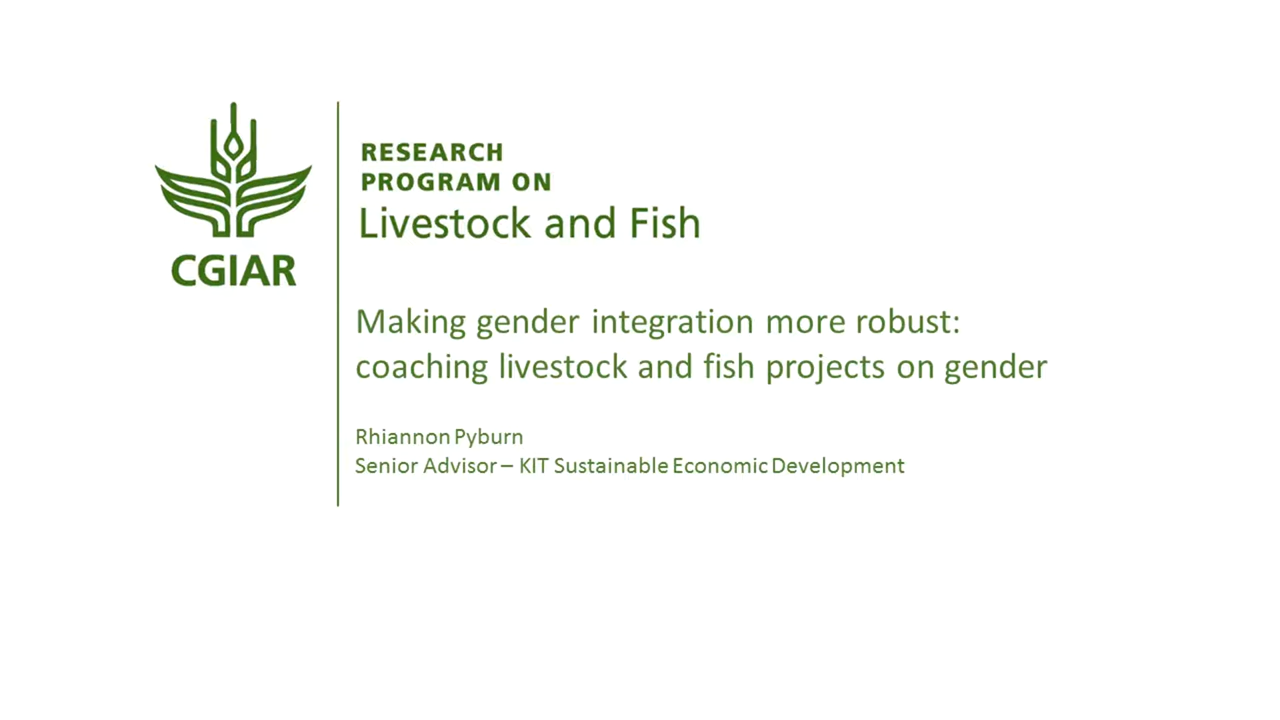 CGIAR
RESEARCH
PROGRAM ON
Livestock and Fish
Making gender integration more robust:
coaching livestock and fish projects on gender
Rhiannon Pyburn
Senior Advisor – KIT Sustainable Economic Development